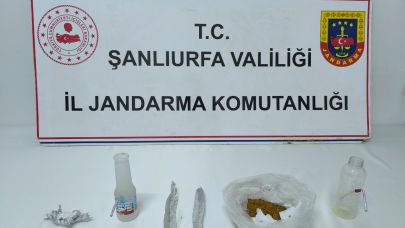 T.C.
ŞANLIURFA VALİLİĞİ
İL JANDARMA KOMUTANLIĞI